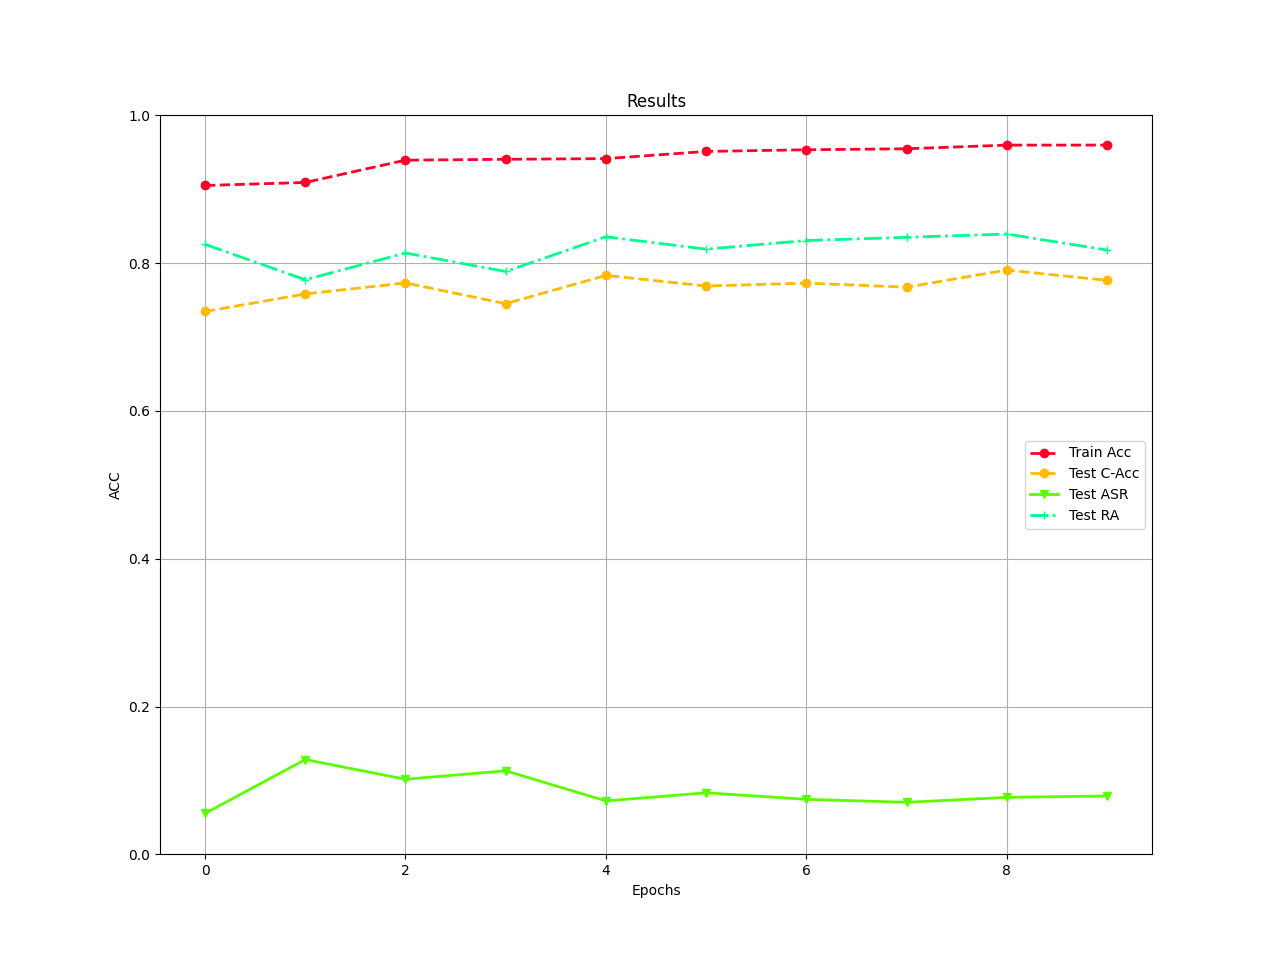 Results
1.0
0.8
0.6
0.4
0.2
0.0
ACC
Train Acc
Test C-Acc
Test ASR
Test RA
0 2 4 6 8
Epochs